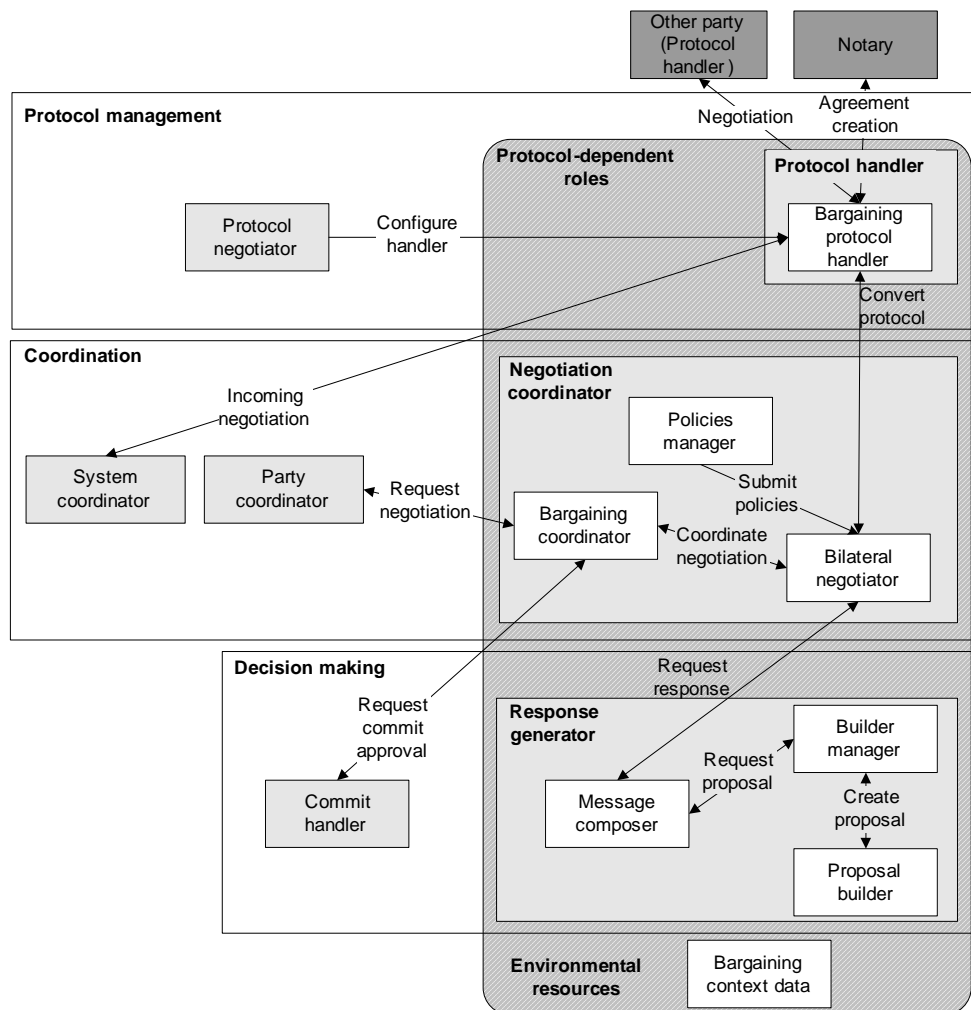 Other party
(Protocol
handler )
Notary
Protocol management
Negotiation
Agreement
creation
Protocol-dependent
roles
Protocol handler
Protocol
negotiator
Configure
handler
Bargaining
protocol
handler
Convert
protocol
Coordination
Negotiation
coordinator
Incoming
negotiation
Policies
manager
System
coordinator
Party
coordinator
Request
negotiation
Submit
policies
Bargaining
coordinator
Coordinate
negotiation
Bilateral
negotiator
Decision making
Request
response
Request
commit
approval
Response
generator
Builder
manager
Request
proposal
Commit
handler
Message
composer
Create
proposal
Proposal
builder
Environmental
resources
Bargaining
context data